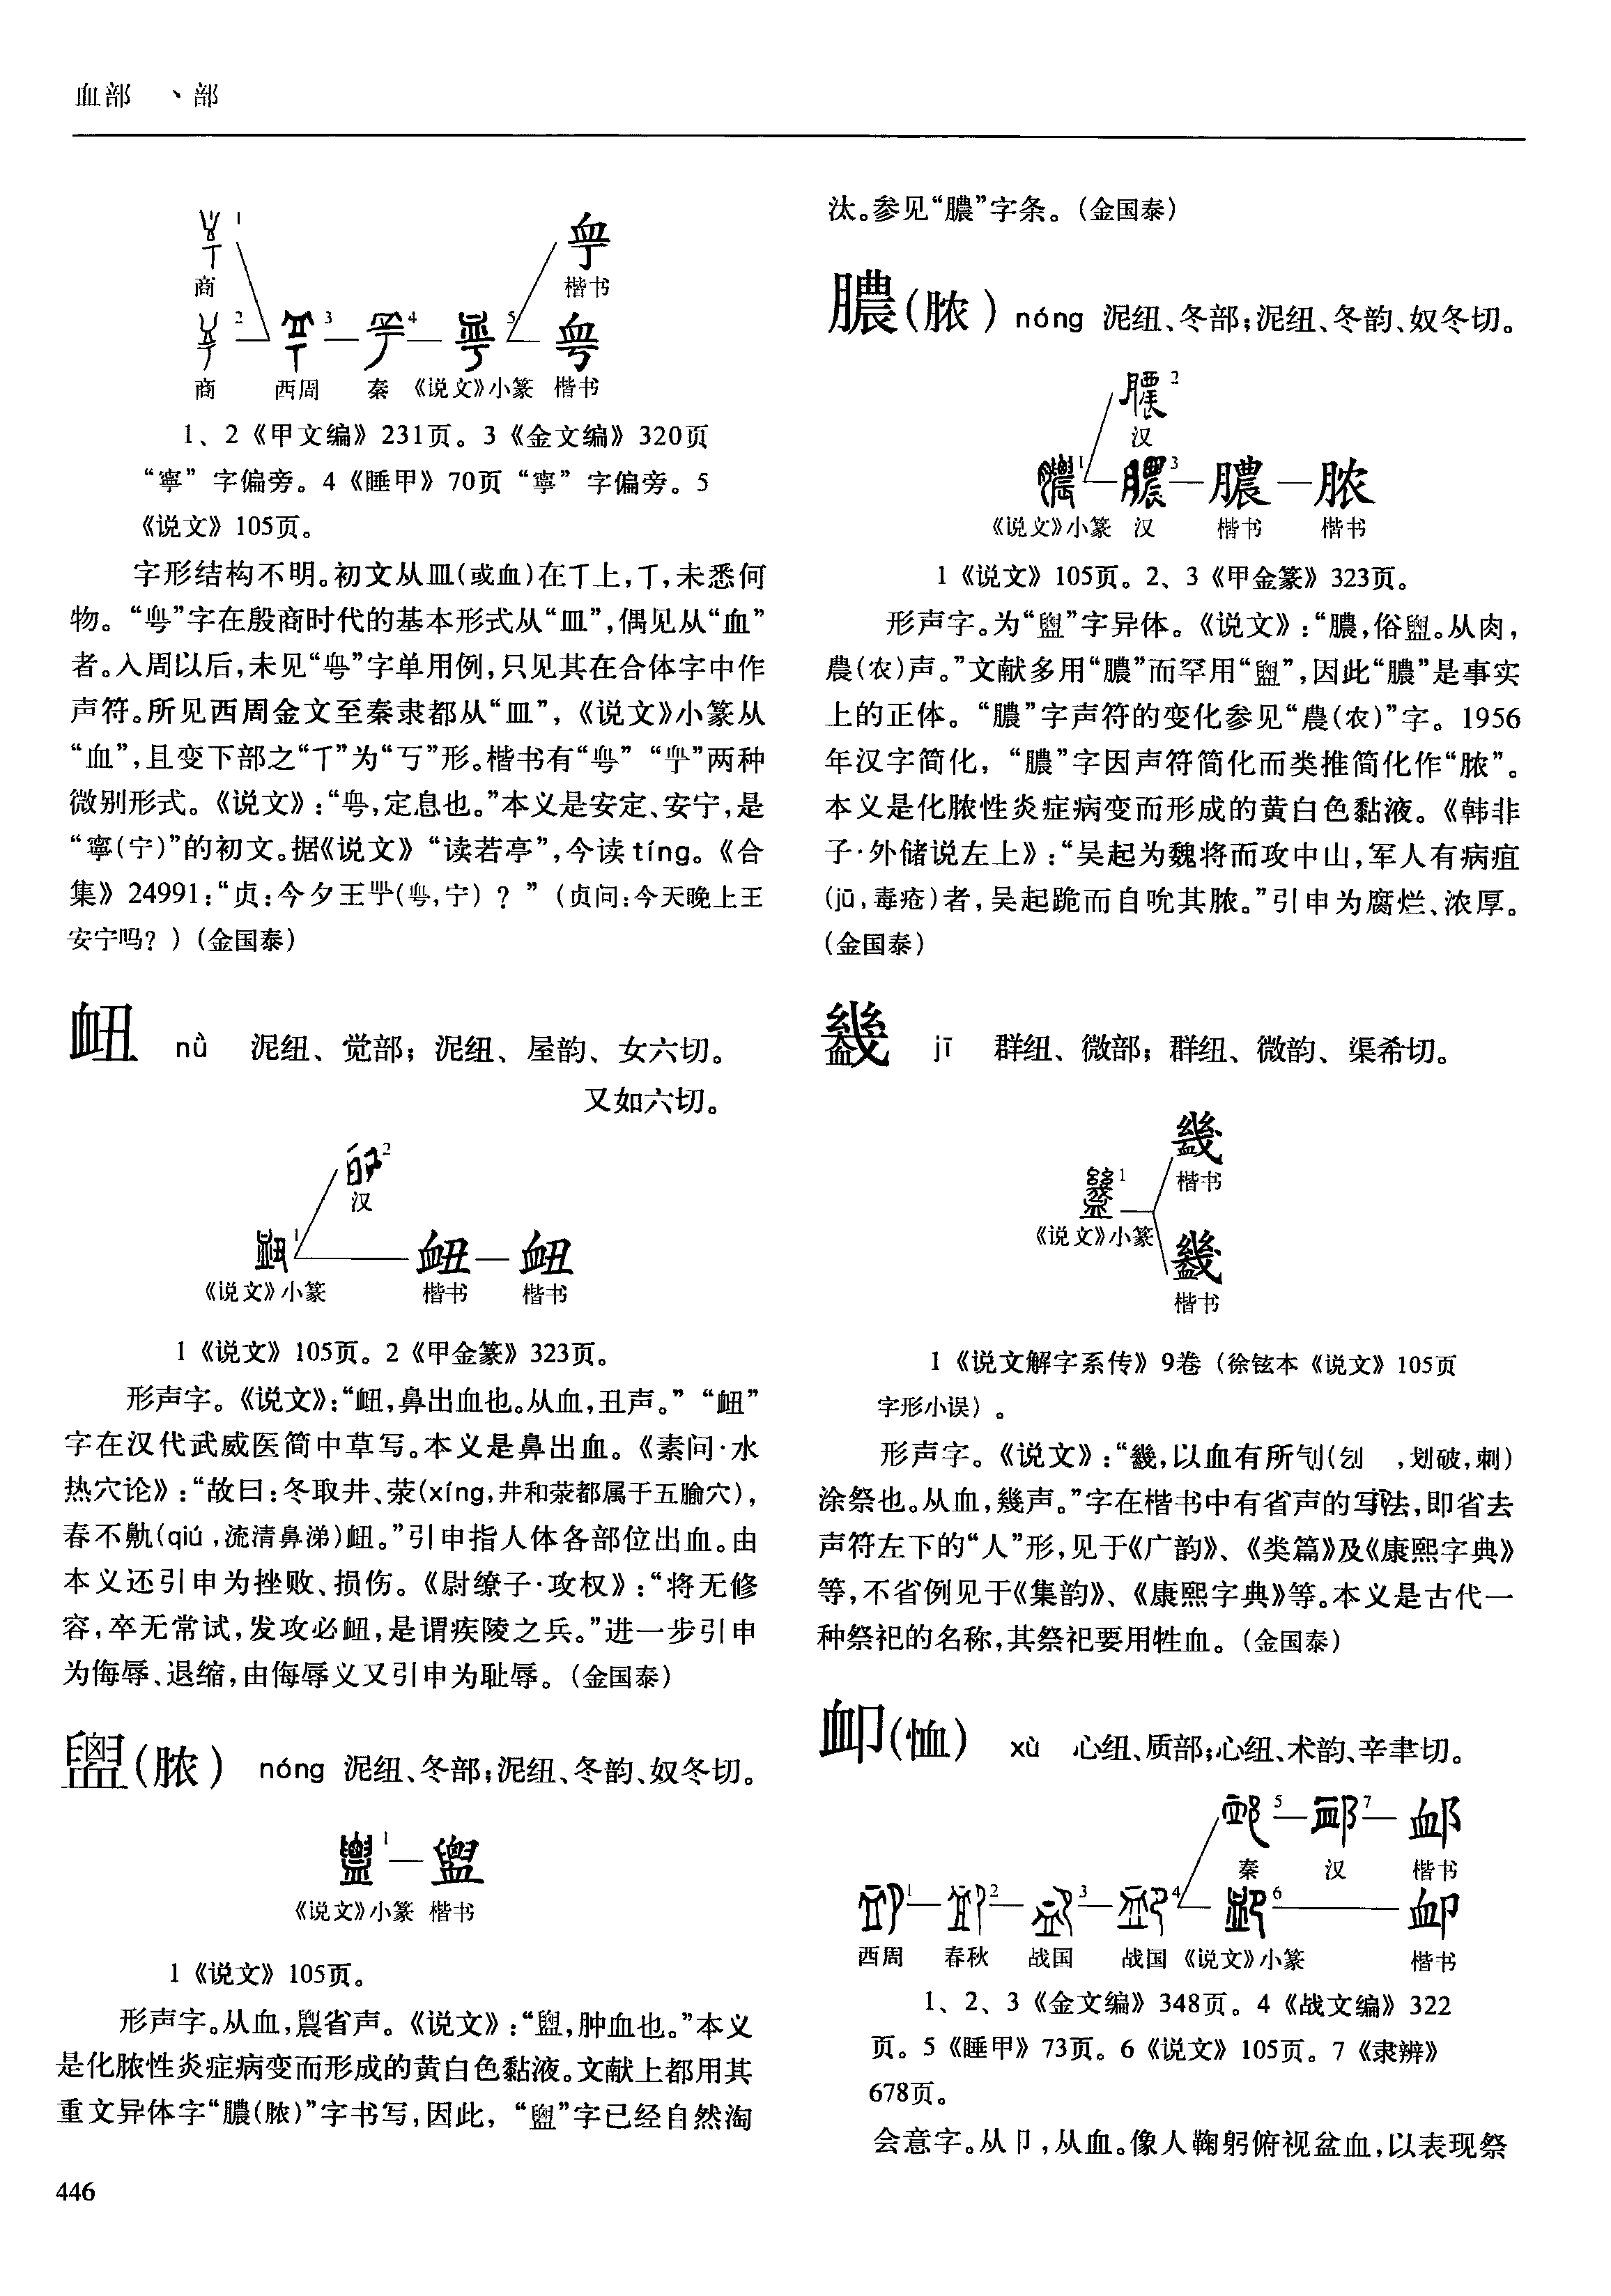 血部 丶部
1
商
楷书
2 3 4 5
商 西周 秦 《说文》小篆 楷书
1、2《甲文编》231页。3《金文编》320页
“寧”字偏旁。4《睡甲》70页“寧”字偏旁。5
《说文》105页。
字形结构不明。初文从皿(或血)在丅上,丅,未悉何
物。“甹”字在殷商时代的基本形式从“皿”,偶见从“血”
者。入周以后,未见“甹”字单用例,只见其在合体字中作
声符。所见西周金文至秦隶都从“皿”,《说文》小篆从
“血”,且变下部之“丅”为“丂”形。楷书有“粤”“甼”两种
微别形式。《说文》:“甹,定息也。”本义是安定、安宁,是
“寧(宁)”的初文。据《说文》“读若亭”,今读tíng。《合
集》24991:“贞:今夕王(甹,宁)?”(贞问:今天晚上王
安宁吗?)(金国泰)
衄 nǜ 泥纽、觉部;泥纽、屋韵、女六切。
又如六切。
2
汉
1 衄—衄
《说文》小篆 楷书 楷书
1《说文》105页。2《甲金篆》323页。
形声字。《说文》:“衄,鼻出血也。从血,丑声。”“衄”
字在汉代武威医简中草写。本义是鼻出血。《素问·水
热穴论》:“故曰:冬取井、荥(xíng,井和荥都属于五腧穴),
春不鼽(qiú,流清鼻涕)衄。”引申指人体各部位出血。由
本义还引申为挫败、损伤。《尉缭子·攻权》:“将无修
容,卒无常试,发攻必衄,是谓疾陵之兵。”进一步引申
为侮辱、退缩,由侮辱义又引申为耻辱。(金国泰)
盥(脓) nóng 泥纽、冬部;泥纽、冬韵、奴冬切。
1
《说文》小篆 楷书
1《说文》105页。
形声字。从血,農省声。《说文》:“盥,肿血也。”本义
是化脓性炎症病变而形成的黄白色黏液。文献上都用其
重文异体字“膿(脓)”字书写,因此,“盥”字已经自然淘
446
汰。参见“膿”字条。(金国泰)
膿(脓) nóng 泥纽、冬部;泥纽、冬韵、奴冬切。
2
汉
1 3 膿—脓
《说文》小篆 汉 楷书 楷书
1《说文》105页。2、3《甲金篆》323页。
形声字。为“盥”字异体。《说文》:“膿,俗盥。从肉,
農(农)声。”文献多用“膿”而罕用“盥”,因此“膿”是事实
上的正体。“膿”字声符的变化参见“農(农)”字。1956
年汉字简化,“膿”字因声符简化而类推简化作“脓”。
本义是化脓性炎症病变而形成的黄白色黏液。《韩非
子·外储说左上》:“吴起为魏将而攻中山,军人有病疽
(jū,毒疮)者,吴起跪而自吮其脓。”引申为腐烂、浓厚。
(金国泰)
䘓 jī 群纽、微部;群纽、微韵、渠希切。
楷书
1
《说文》小篆
楷书
1《说文解字系传》9卷(徐铉本《说文》105页
字形小误)。
形声字。《说文》:“䘓,以血有所刉(刉,划破,刺)
涂祭也。从血,幾声。”字在楷书中有省声的写法,即省去
声符左下的“人”形,见于《广韵》、《类篇》及《康熙字典》
等,不省例见于《集韵》、《康熙字典》等。本义是古代一
种祭祀的名称,其祭祀要用牲血。(金国泰)
卹(恤) xù 心纽、质部;心纽、术韵、辛聿切。
5 7 䘏
秦 汉 楷书
1 2 3 4 6 卹
西周 春秋 战国 战国 《说文》小篆 楷书
1、2、3《金文编》348页。4《战文编》322
页。5《睡甲》73页。6《说文》105页。7《隶辨》
678页。
会意字。从卩,从血。像人鞠躬俯视盆血,以表现祭